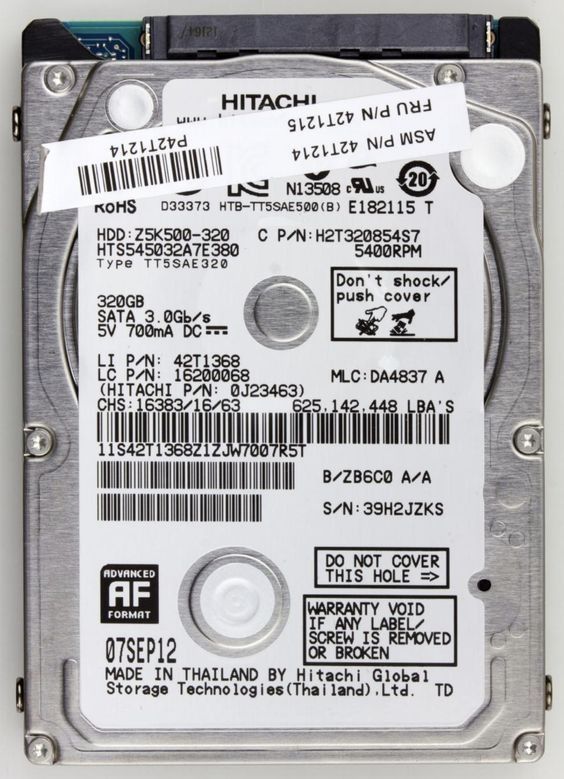 HITACHI
P42T1214
ASM P/N 42T1214
FRU P/N 42T1215
N13508
20
RoHS D33373 HTB-TT5SAE500(B) E182115 T
HDD:Z5K500-320 C P/N:H2T320854S7
HTS545032A7E380 5400RPM
Type TT5SAE320
Don't shock/
push cover
320GB
SATA 3.0Gb/s
5V 700mA DC
LI P/N: 42T1368
LC P/N: 16200068 MLC:DA4837 A
(HITACHI P/N: 0J23463)
CHS:16383/16/63 625,142,448 LBA'S
11S42T1368Z1ZJW7007R5T
B/ZB6C0 A/A
S/N:39H2JZKS
DO NOT COVER
THIS HOLE =>
ADVANCED
AF
FORMAT
WARRANTY VOID
IF ANY LABEL/
SCREW IS REMOVED
OR BROKEN
07SEP12
MADE IN THAILAND BY Hitachi Global
Storage Technologies(Thailand),Ltd. TD